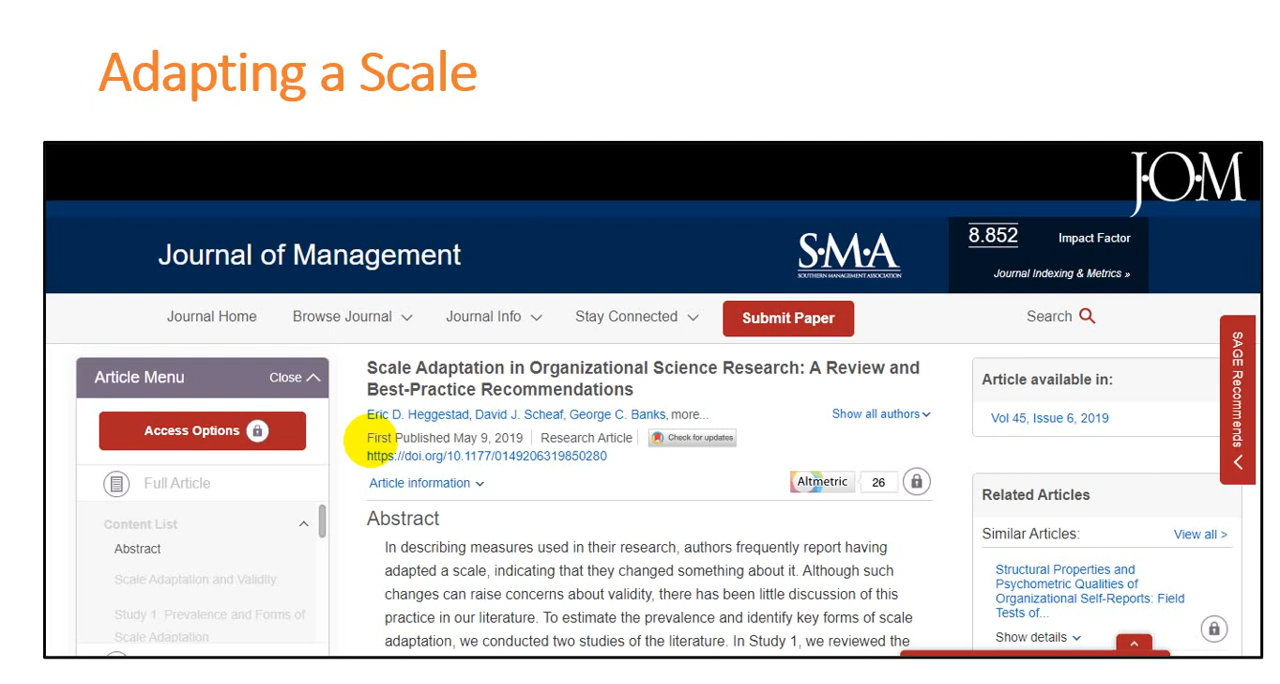 Adapting a Scale
J·O·M
Journal of Management
S·M·A
SOUTHERN MANAGEMENT ASSOCIATION
8.852
Impact Factor
Journal Indexing & Metrics »
Journal Home
Browse Journal
Journal Info
Stay Connected
Submit Paper
Search
SAGE Recommends
Article Menu
Close
Access Options
Full Article
Content List
Abstract
Scale Adaptation and Validity
Study 1: Prevalence and Forms of
Scale Adaptation
Scale Adaptation in Organizational Science Research: A Review and
Best-Practice Recommendations
Eric D. Heggestad, David J. Scheaf, George C. Banks, more...
Show all authors
First Published May 9, 2019
Research Article
Check for updates
https://doi.org/10.1177/0149206319850280
Article information
Altmetric
26
Abstract
In describing measures used in their research, authors frequently report having
adapted a scale, indicating that they changed something about it. Although such
changes can raise concerns about validity, there has been little discussion of this
practice in our literature. To estimate the prevalence and identify key forms of scale
adaptation, we conducted two studies of the literature. In Study 1, we reviewed the
Article available in:
Vol 45, Issue 6, 2019
Related Articles
Similar Articles:
View all >
Structural Properties and
Psychometric Qualities of
Organizational Self-Reports: Field
Tests of...
Show details